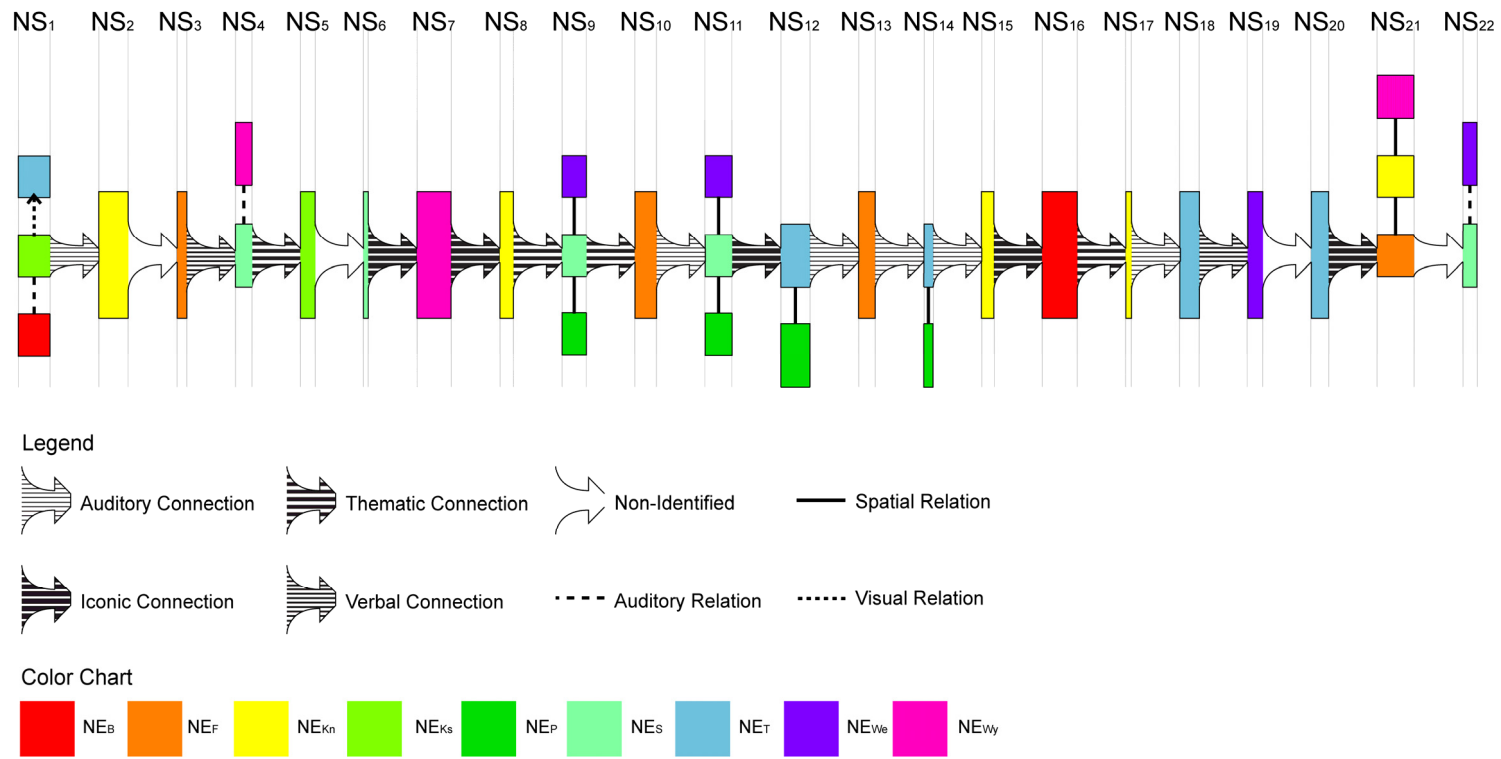 NS1 NS2 NS3 NS4 NS5 NS6 NS7 NS8 NS9 NS10 NS11 NS12 NS13 NS14 NS15 NS16 NS17 NS18 NS19 NS20 NS21 NS22
Legend
Auditory Connection Thematic Connection Non-Identified Spatial Relation
Iconic Connection Verbal Connection Auditory Relation Visual Relation
Color Chart
NEB NEF NEKn NEKs NEP NES NET NEWe NEWy